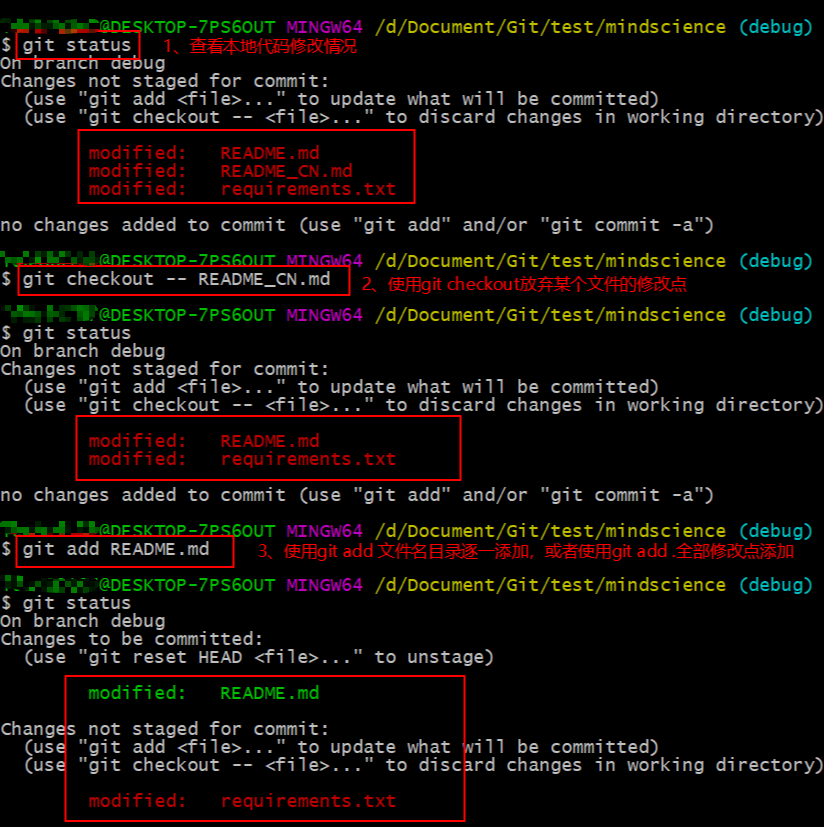 @DESKTOP-7PS6OUT MINGW64 /d/Document/Git/test/mindscience (debug)
$ git status 1、查看本地代码修改情况
On branch debug
Changes not staged for commit:
(use "git add <file>..." to update what will be committed)
(use "git checkout -- <file>..." to discard changes in working directory)
modified: README.md
modified: README_CN.md
modified: requirements.txt
no changes added to commit (use "git add" and/or "git commit -a")
@DESKTOP-7PS6OUT MINGW64 /d/Document/Git/test/mindscience (debug)
$ git checkout -- README_CN.md 2、使用git checkout放弃某个文件的修改点
@DESKTOP-7PS6OUT MINGW64 /d/Document/Git/test/mindscience (debug)
$ git status
On branch debug
Changes not staged for commit:
(use "git add <file>..." to update what will be committed)
(use "git checkout -- <file>..." to discard changes in working directory)
modified: README.md
modified: requirements.txt
no changes added to commit (use "git add" and/or "git commit -a")
@DESKTOP-7PS6OUT MINGW64 /d/Document/Git/test/mindscience (debug)
$ git add README.md 3、使用git add 文件名目录逐一添加，或者使用git add .全部修改点添加
@DESKTOP-7PS6OUT MINGW64 /d/Document/Git/test/mindscience (debug)
$ git status
On branch debug
Changes to be committed:
(use "git reset HEAD <file>..." to unstage)
modified: README.md
Changes not staged for commit:
(use "git add <file>..." to update what will be committed)
(use "git checkout -- <file>..." to discard changes in working directory)
modified: requirements.txt